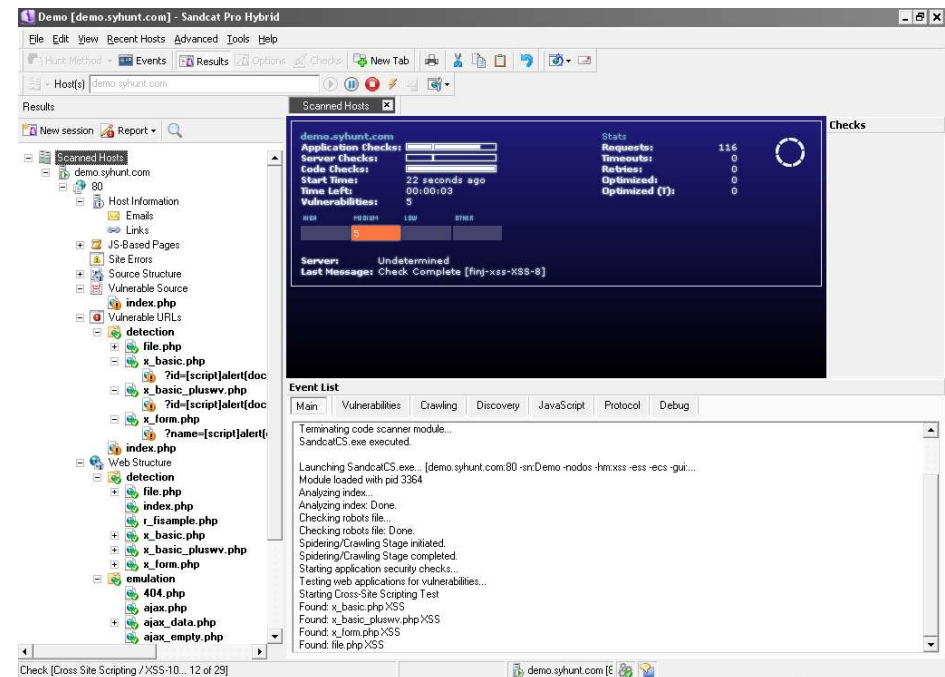 Demo [demo.syhunt.com] - Sandcat Pro Hybrid
File Edit View Recent Hosts Advanced Tools Help
Hunt Method Events Results Options Checks New Tab
Host[s] demo.syhunt.com
Results
New session Report
Scanned Hosts
demo.syhunt.com
80
Host Information
Emails
Links
JS-Based Pages
Site Errors
Source Structure
Vulnerable Source
index.php
Vulnerable URLs
detection
file.php
x_basic.php
?id=[script]alert(doc
x_basic_pluswv.php
?id=[script]alert(doc
x_form.php
?name=[script]alert(
index.php
Web Structure
detection
file.php
index.php
r_fisample.php
x_basic.php
x_basic_pluswv.php
x_form.php
emulation
404.php
ajax.php
ajax_data.php
ajax_empty.php
Scanned Hosts
demo.syhunt.com
Application Checks:
Server Checks:
Code Checks:
Start Time: 22 seconds ago
Time Left: 00:00:03
Vulnerabilities: 5
HIGH MEDIUM LOW OTHER
5
Server: Undetermined
Last Message: Check Complete [finj-xss-XSS-8]
Stats
Requests: 116
Timeouts: 0
Retries: 0
Optimized: 0
Optimized (T): 0
Checks
Event List
Main Vulnerabilities Crawling Discovery JavaScript Protocol Debug
Terminating code scanner module...
SandcatCS.exe executed.
Launching SandcatCS.exe... [demo.syhunt.com:80 -sn:Demo -nodos -hm:xss -ess -ecs -gui:...
Module loaded with pid 3364
Analyzing index...
Analyzing index: Done.
Checking robots file...
Checking robots file: Done.
Spidering/Crawling Stage initiated.
Spidering/Crawling Stage completed.
Starting application security checks...
Testing web applications for vulnerabilities...
Starting Cross-Site Scripting Test
Found: x_basic.php XSS
Found: x_basic_pluswv.php XSS
Found: x_form.php XSS
Found: file.php XSS
Check [Cross Site Scripting / XSS-10... 12 of 29]
demo.syhunt.com [